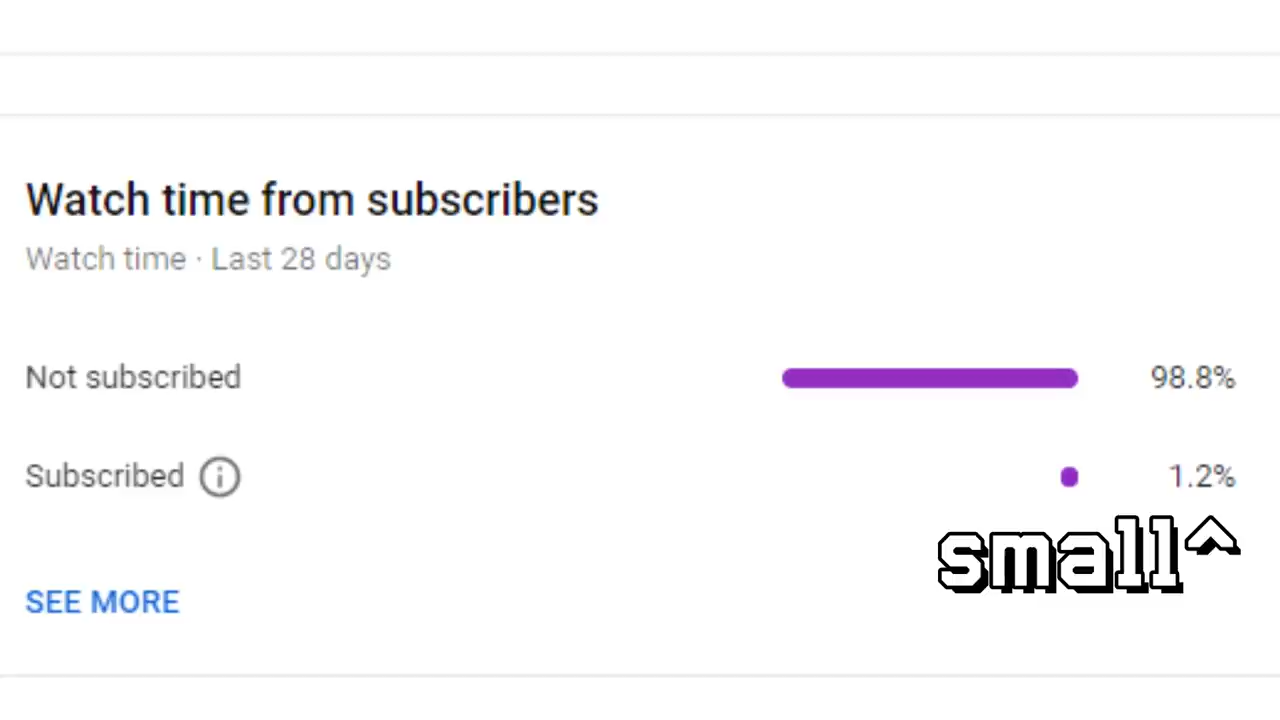 Watch time from subscribers
Watch time · Last 28 days
Not subscribed 98.8%
Subscribed 1.2%
small^
SEE MORE